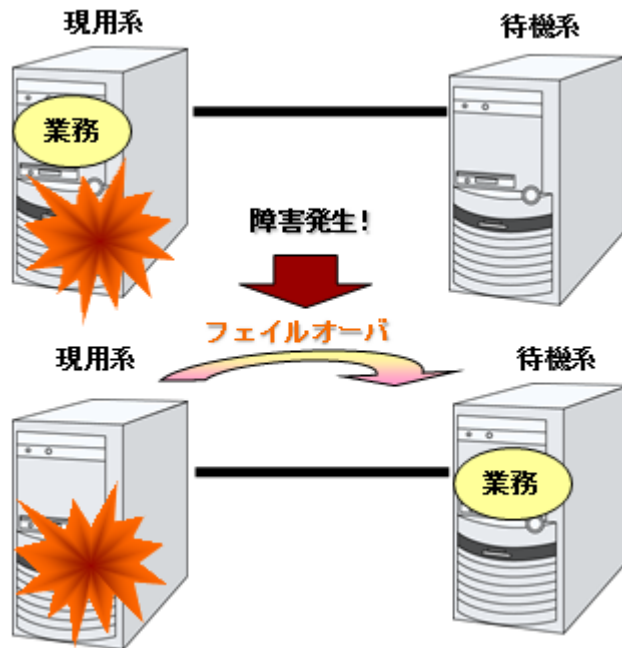 現用系
待機系
業務
障害発生!
フェイルオーバ
現用系
待機系
業務